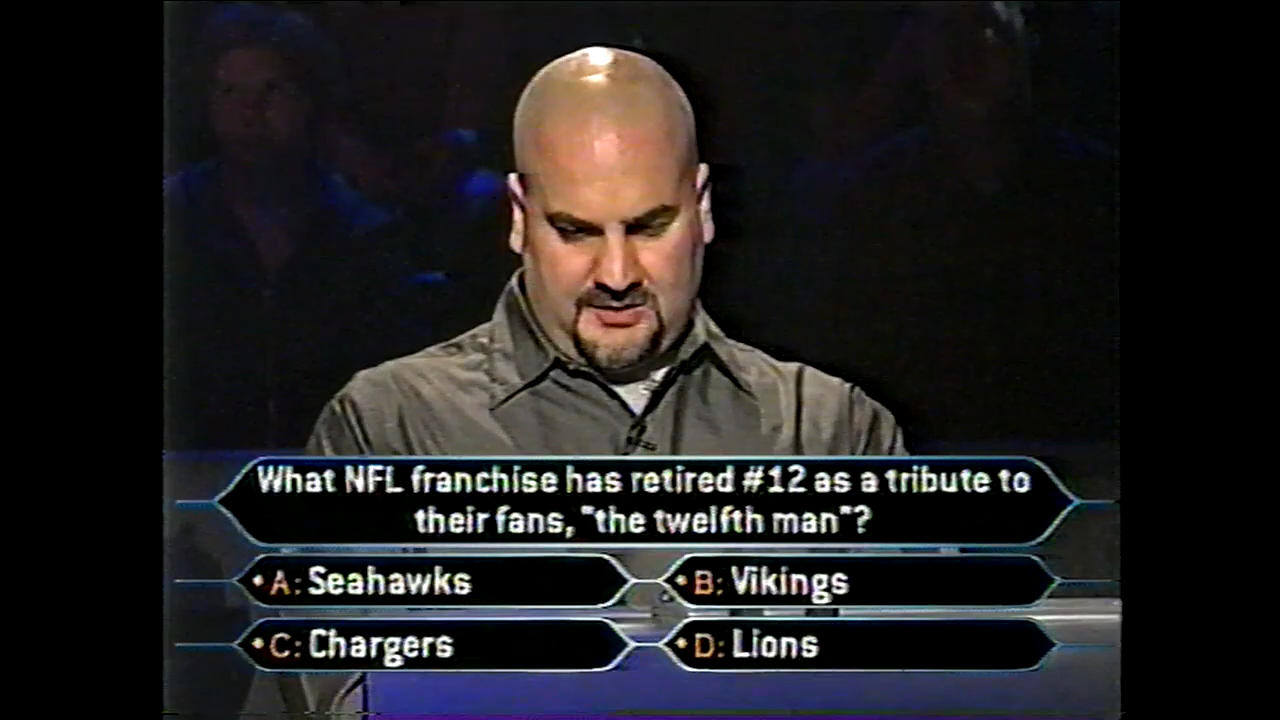 What NFL franchise has retired #12 as a tribute to
their fans, "the twelfth man"?
A: Seahawks
B: Vikings
C: Chargers
D: Lions